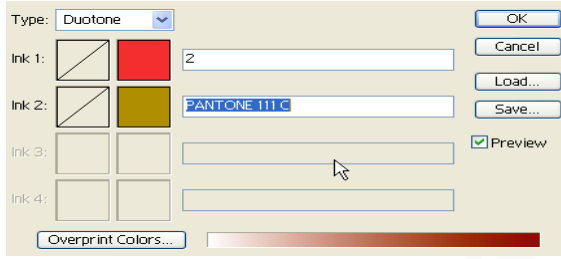 Type: Duotone OK
Ink 1: 2 Cancel
Load...
Ink 2: PANTONE 111 C Save...
Preview
Ink 3:
Ink 4:
Overprint Colors...